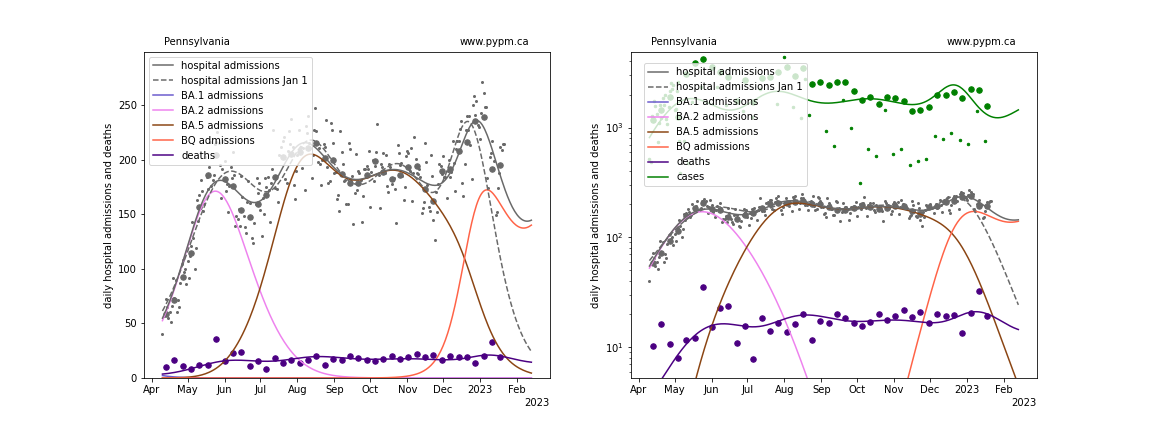 Pennsylvania www.pypm.ca
hospital admissions
hospital admissions Jan 1
BA.1 admissions
BA.2 admissions
BA.5 admissions
BQ admissions
deaths
daily hospital admissions and deaths
250
200
150
100
50
0
Apr May Jun Jul Aug Sep Oct Nov Dec 2023 Feb
2023
Pennsylvania www.pypm.ca
hospital admissions
hospital admissions Jan 1
BA.1 admissions
BA.2 admissions
BA.5 admissions
BQ admissions
deaths
cases
daily hospital admissions and deaths
10³
10²
10¹
Apr May Jun Jul Aug Sep Oct Nov Dec 2023 Feb
2023